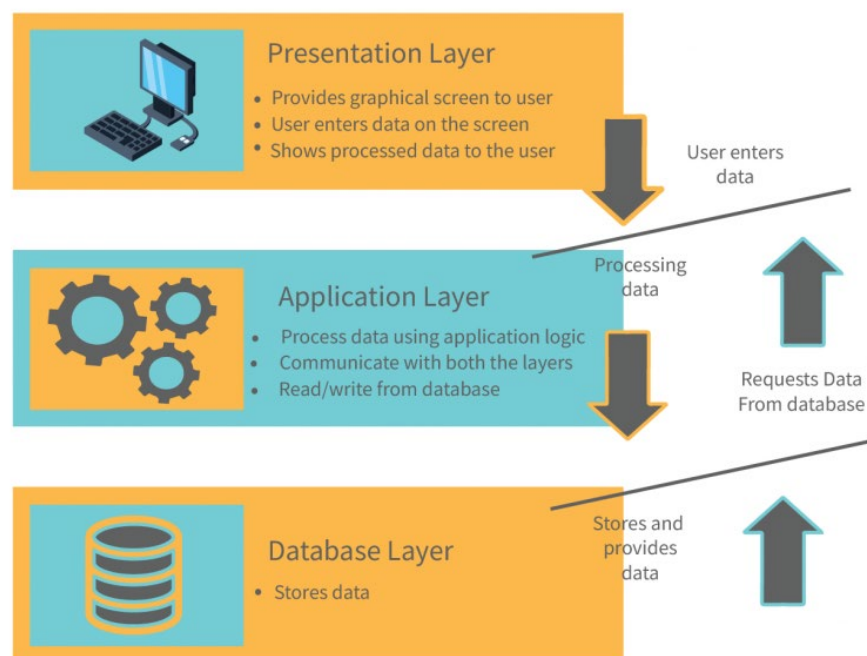 Presentation Layer
• Provides graphical screen to user
• User enters data on the screen
• Shows processed data to the user
User enters
data
Application Layer
• Process data using application logic
• Communicate with both the layers
• Read/write from database
Processing
data
Requests Data
From database
Database Layer
• Stores data
Stores and
provides
data